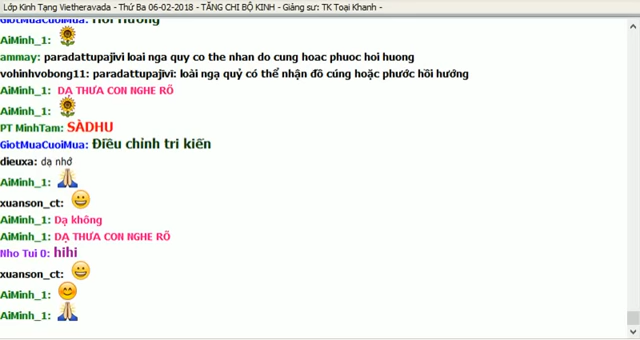 Lớp Kinh Tạng Vietheravada - Thứ Ba 06-02-2018 - TĂNG CHI BỘ KINH - Giảng sư: TK Toại Khanh -
GiotMuaCuoiMua: Hồi Hướng
AiMinh_1:
ammay: paradattupajivi loai nga quy co the nhan do cung hoac phuoc hoi huong
vohinhvobong11: paradattupajīvi: loài ngạ quỷ có thể nhận đồ cúng hoặc phước hồi hướng
AiMinh_1: DẠ THƯA CON NGHE RÕ
AiMinh_1:
PT MinhTam: SÀDHU
GiotMuaCuoiMua: Điều chỉnh tri kiến
dieuxa: dạ nhớ
AiMinh_1:
xuanson_ct:
AiMinh_1: Dạ không
AiMinh_1: DẠ THƯA CON NGHE RÕ
Nho Tui 0: hihi
xuanson_ct:
AiMinh_1:
AiMinh_1: